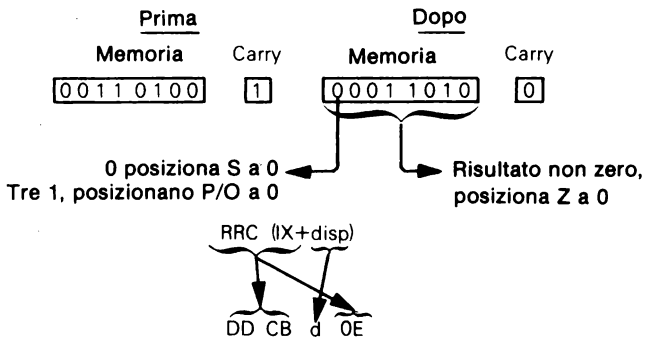 Prima Dopo
Memoria Carry Memoria Carry
00110100 1 00011010 0
0 posiziona S a 0
Tre 1, posizionano P/O a 0
Risultato non zero,
posiziona Z a 0
RRC (IX+disp)
DD CB d 0E